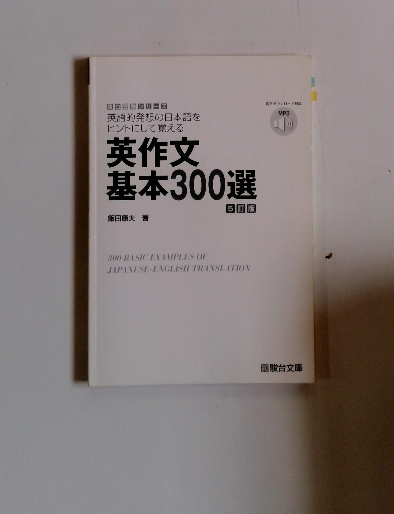 英語的発想の日本語を
ヒントにして覚える
MP3
英作文
基本300選
5訂版
飯田康夫 著
300 BASIC EXAMPLES OF
JAPANESE-ENGLISH TRANSLATION
駿台文庫